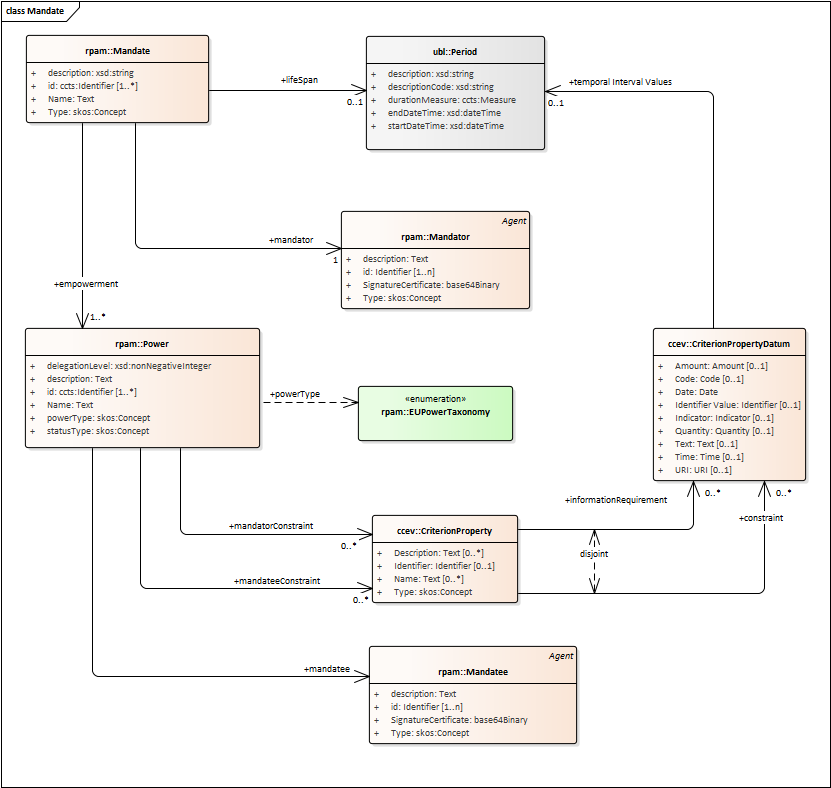 class Mandate
rpam::Mandate
+ description: xsd:string
+ id: ccts:Identifier [1..*]
+ Name: Text
+ Type: skos:Concept
+lifeSpan
0..1
ubl::Period
+ description: xsd:string
+ descriptionCode: xsd:string
+ durationMeasure: ccts:Measure
+ endDateTime: xsd:dateTime
+ startDateTime: xsd:dateTime
+temporal Interval Values
0..1
+mandator
1
Agent
rpam::Mandator
+ description: Text
+ id: Identifier [1..n]
+ SignatureCertificate: base64Binary
+ Type: skos:Concept
+empowerment
1..*
rpam::Power
+ delegationLevel: xsd:nonNegativeInteger
+ description: Text
+ id: ccts:Identifier [1..*]
+ Name: Text
+ powerType: skos:Concept
+ statusType: skos:Concept
+powerType
«enumeration»
rpam::EUPowerTaxonomy
ccev::CriterionPropertyDatum
+ Amount: Amount [0..1]
+ Code: Code [0..1]
+ Date: Date
+ Identifier Value: Identifier [0..1]
+ Indicator: Indicator [0..1]
+ Quantity: Quantity [0..1]
+ Text: Text [0..1]
+ Time: Time [0..1]
+ URI: URI [0..1]
+informationRequirement
0..*
0..*
+constraint
disjoint
+mandatorConstraint
0..*
+mandateeConstraint
0..*
ccev::CriterionProperty
+ Description: Text [0..*]
+ Identifier: Identifier [0..1]
+ Name: Text [0..*]
+ Type: skos:Concept
+mandatee
Agent
rpam::Mandatee
+ description: Text
+ id: Identifier [1..n]
+ SignatureCertificate: base64Binary
+ Type: skos:Concept